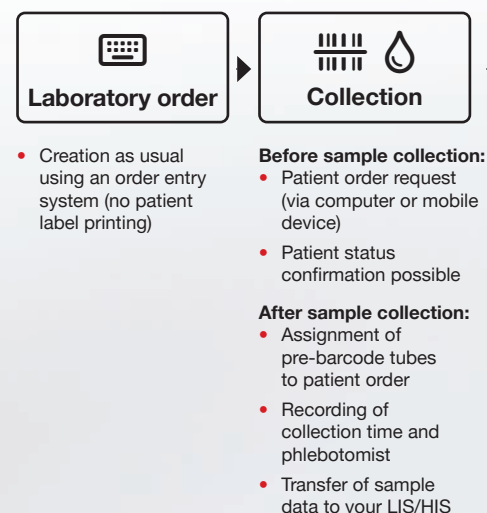 Laboratory order
• Creation as usual
using an order entry
system (no patient
label printing)
Collection
Before sample collection:
• Patient order request
(via computer or mobile
device)
• Patient status
confirmation possible
After sample collection:
• Assignment of
pre-barcode tubes
to patient order
• Recording of
collection time and
phlebotomist
• Transfer of sample
data to your LIS/HIS